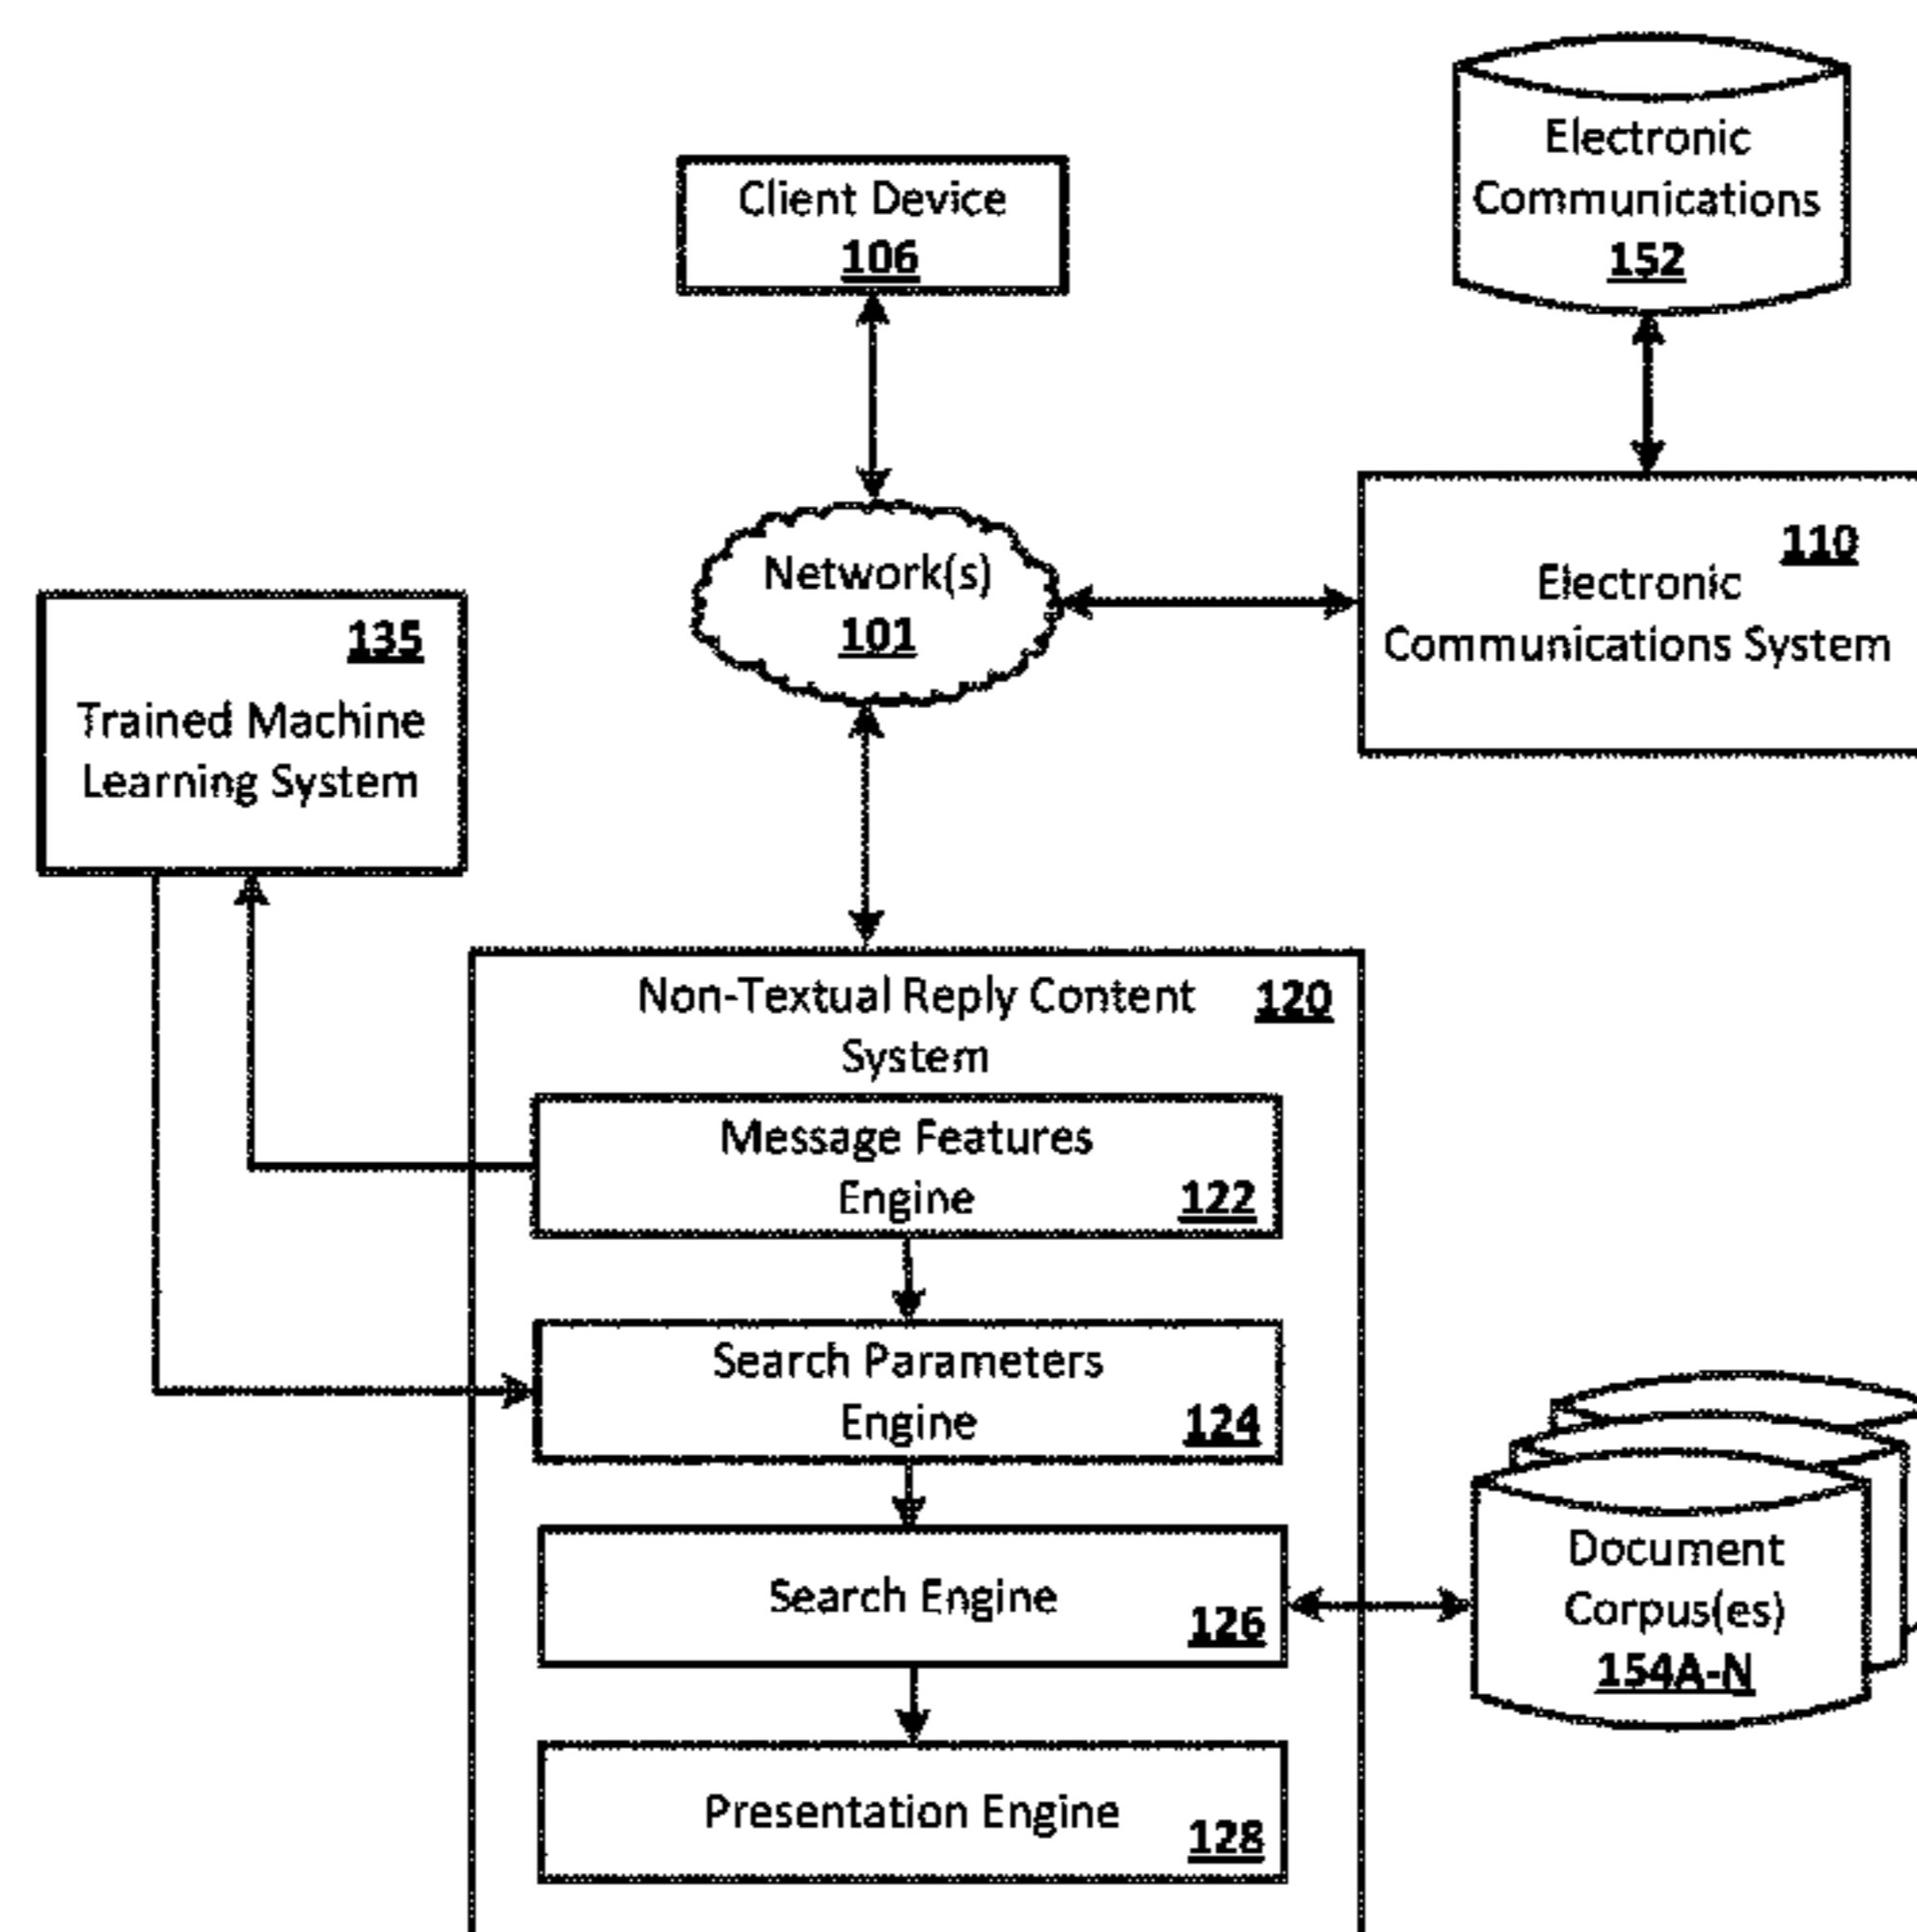 Electronic
Communications
152
Client Device
106
110
Electronic
Communications System
Network(s)
101
135
Trained Machine
Learning System
Non-Textual Reply Content 120
System
Message Features
Engine 122
Search Parameters
Engine 124
Search Engine 126
Document
Corpus(es)
154A-N
Presentation Engine 128